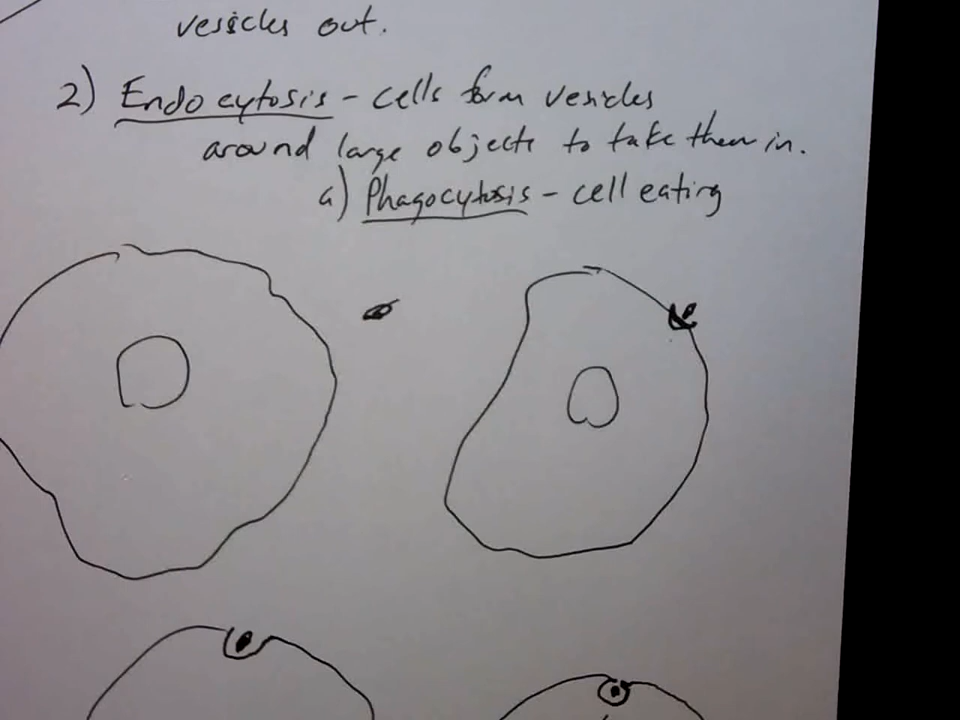 vesicles out.
2) Endocytosis - cells form vesicles
around large objects to take them in.
a) Phagocytosis - cell eating